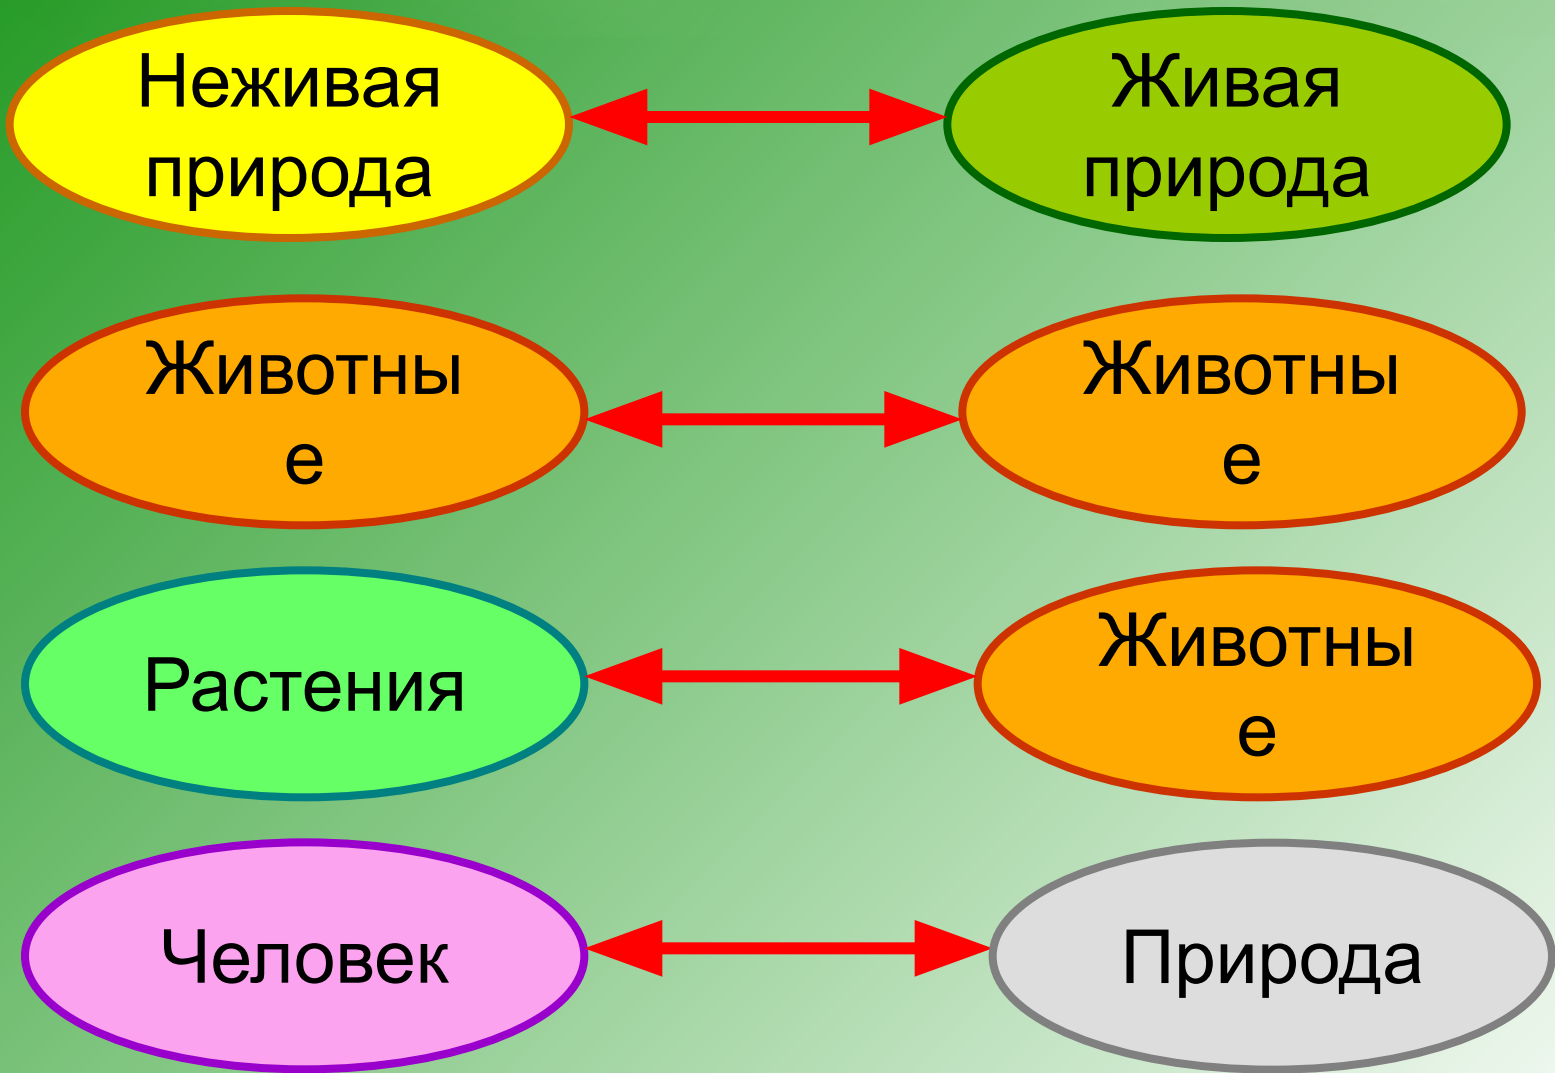 Неживая
природа
Живая
природа
Животны
е
Животны
е
Растения
Животны
е
Человек
Природа